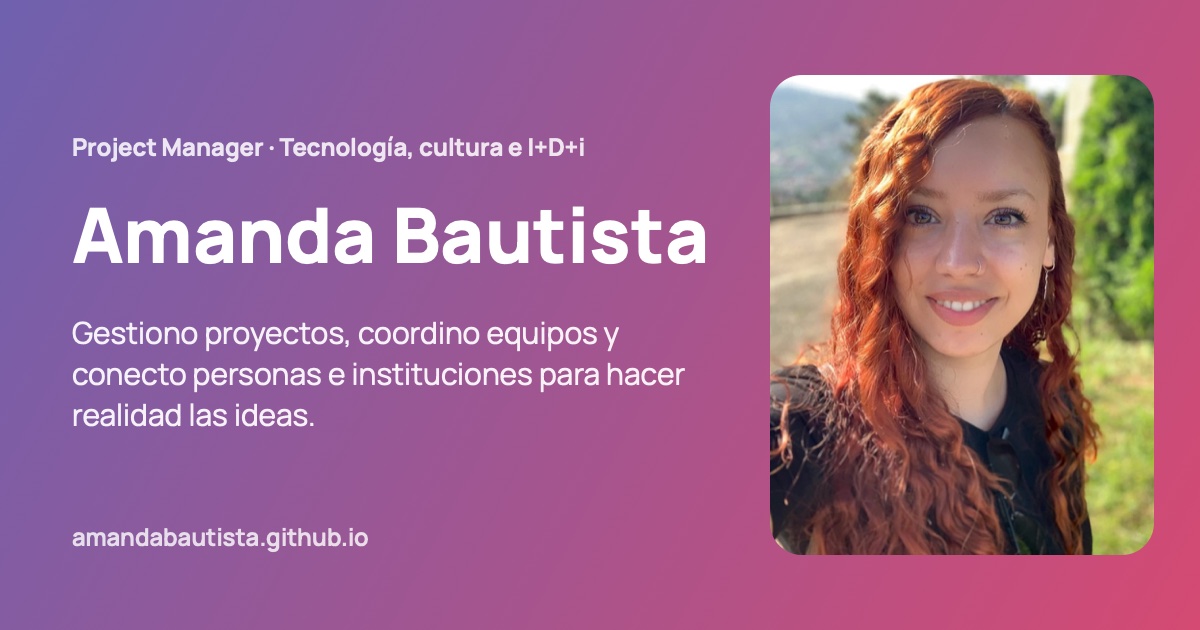 Project Manager · Tecnología, cultura e I+D+i
Amanda Bautista
Gestiono proyectos, coordino equipos y
conecto personas e instituciones para hacer
realidad las ideas.
amandabautista.github.io